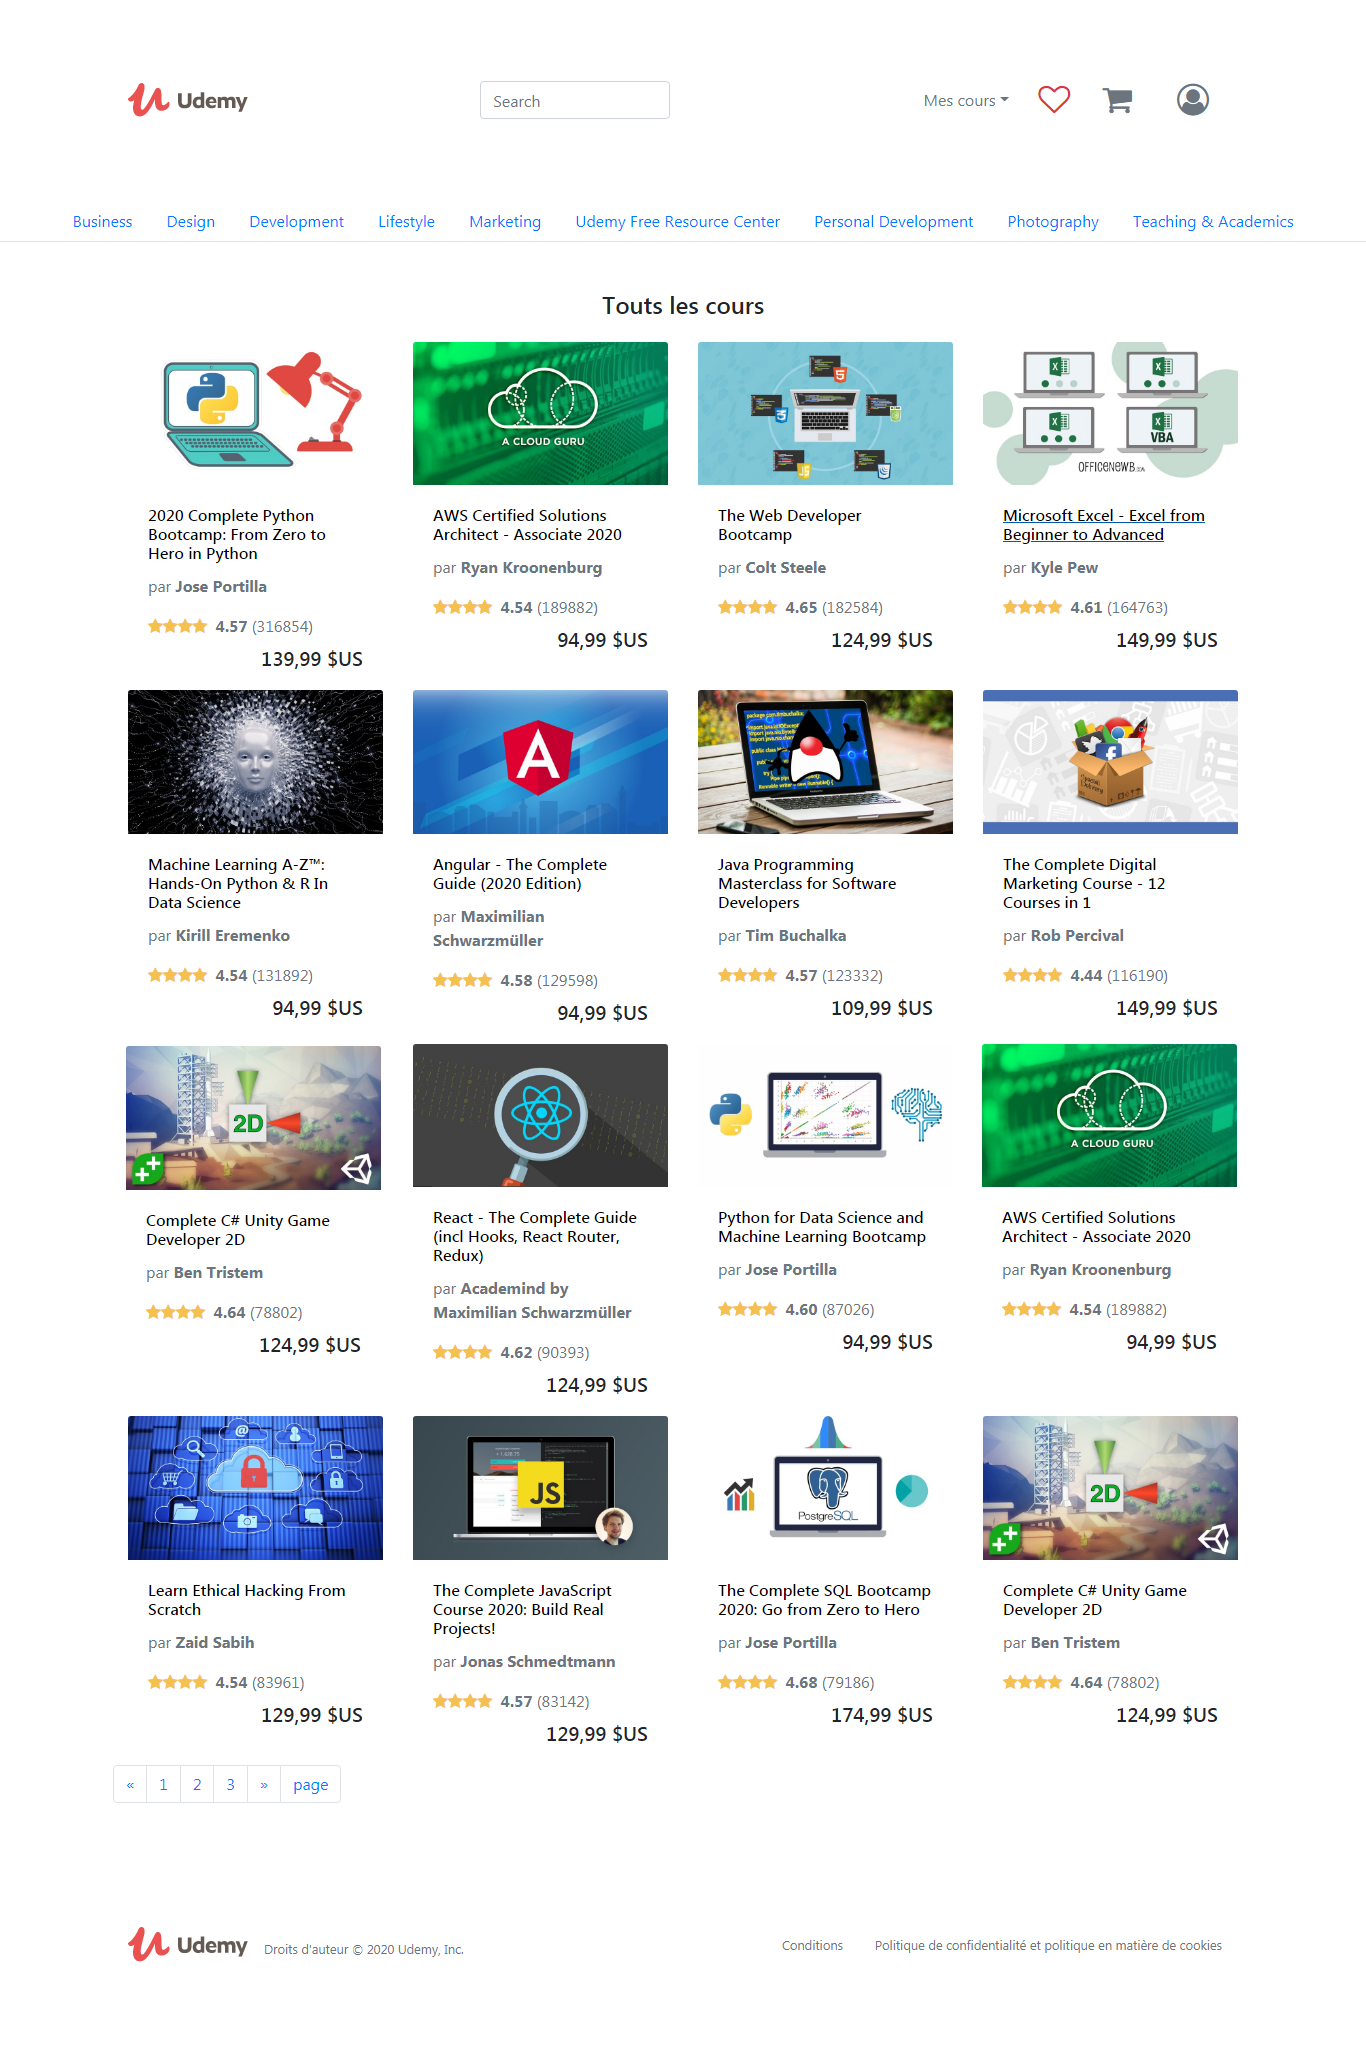 Udemy
Search
Mes cours
Business Design Development Lifestyle Marketing Udemy Free Resource Center Personal Development Photography Teaching & Academics
Touts les cours
A CLOUD GURU
VBA
OFFICENEWB.COM
2020 Complete Python
Bootcamp: From Zero to
Hero in Python
par Jose Portilla
4.57 (316854)
139,99 $US
AWS Certified Solutions
Architect - Associate 2020
par Ryan Kroonenburg
4.54 (189882)
94,99 $US
The Web Developer
Bootcamp
par Colt Steele
4.65 (182584)
124,99 $US
Microsoft Excel - Excel from
Beginner to Advanced
par Kyle Pew
4.61 (164763)
149,99 $US
Machine Learning A-Z™:
Hands-On Python & R In
Data Science
par Kirill Eremenko
4.54 (131892)
94,99 $US
Angular - The Complete
Guide (2020 Edition)
par Maximilian
Schwarzmüller
4.58 (129598)
94,99 $US
Java Programming
Masterclass for Software
Developers
par Tim Buchalka
4.57 (123332)
109,99 $US
The Complete Digital
Marketing Course - 12
Courses in 1
par Rob Percival
4.44 (116190)
149,99 $US
2D
Complete C# Unity Game
Developer 2D
par Ben Tristem
4.64 (78802)
124,99 $US
React - The Complete Guide
(incl Hooks, React Router,
Redux)
par Academind by
Maximilian Schwarzmüller
4.62 (90393)
124,99 $US
Python for Data Science and
Machine Learning Bootcamp
par Jose Portilla
4.60 (87026)
94,99 $US
A CLOUD GURU
AWS Certified Solutions
Architect - Associate 2020
par Ryan Kroonenburg
4.54 (189882)
94,99 $US
Learn Ethical Hacking From
Scratch
par Zaid Sabih
4.54 (83961)
129,99 $US
JS
The Complete JavaScript
Course 2020: Build Real
Projects!
par Jonas Schmedtmann
4.57 (83142)
129,99 $US
PostgreSQL
The Complete SQL Bootcamp
2020: Go from Zero to Hero
par Jose Portilla
4.68 (79186)
174,99 $US
2D
Complete C# Unity Game
Developer 2D
par Ben Tristem
4.64 (78802)
124,99 $US
« 1 2 3 » page
Udemy Droits d'auteur © 2020 Udemy, Inc. Conditions Politique de confidentialité et politique en matière de cookies